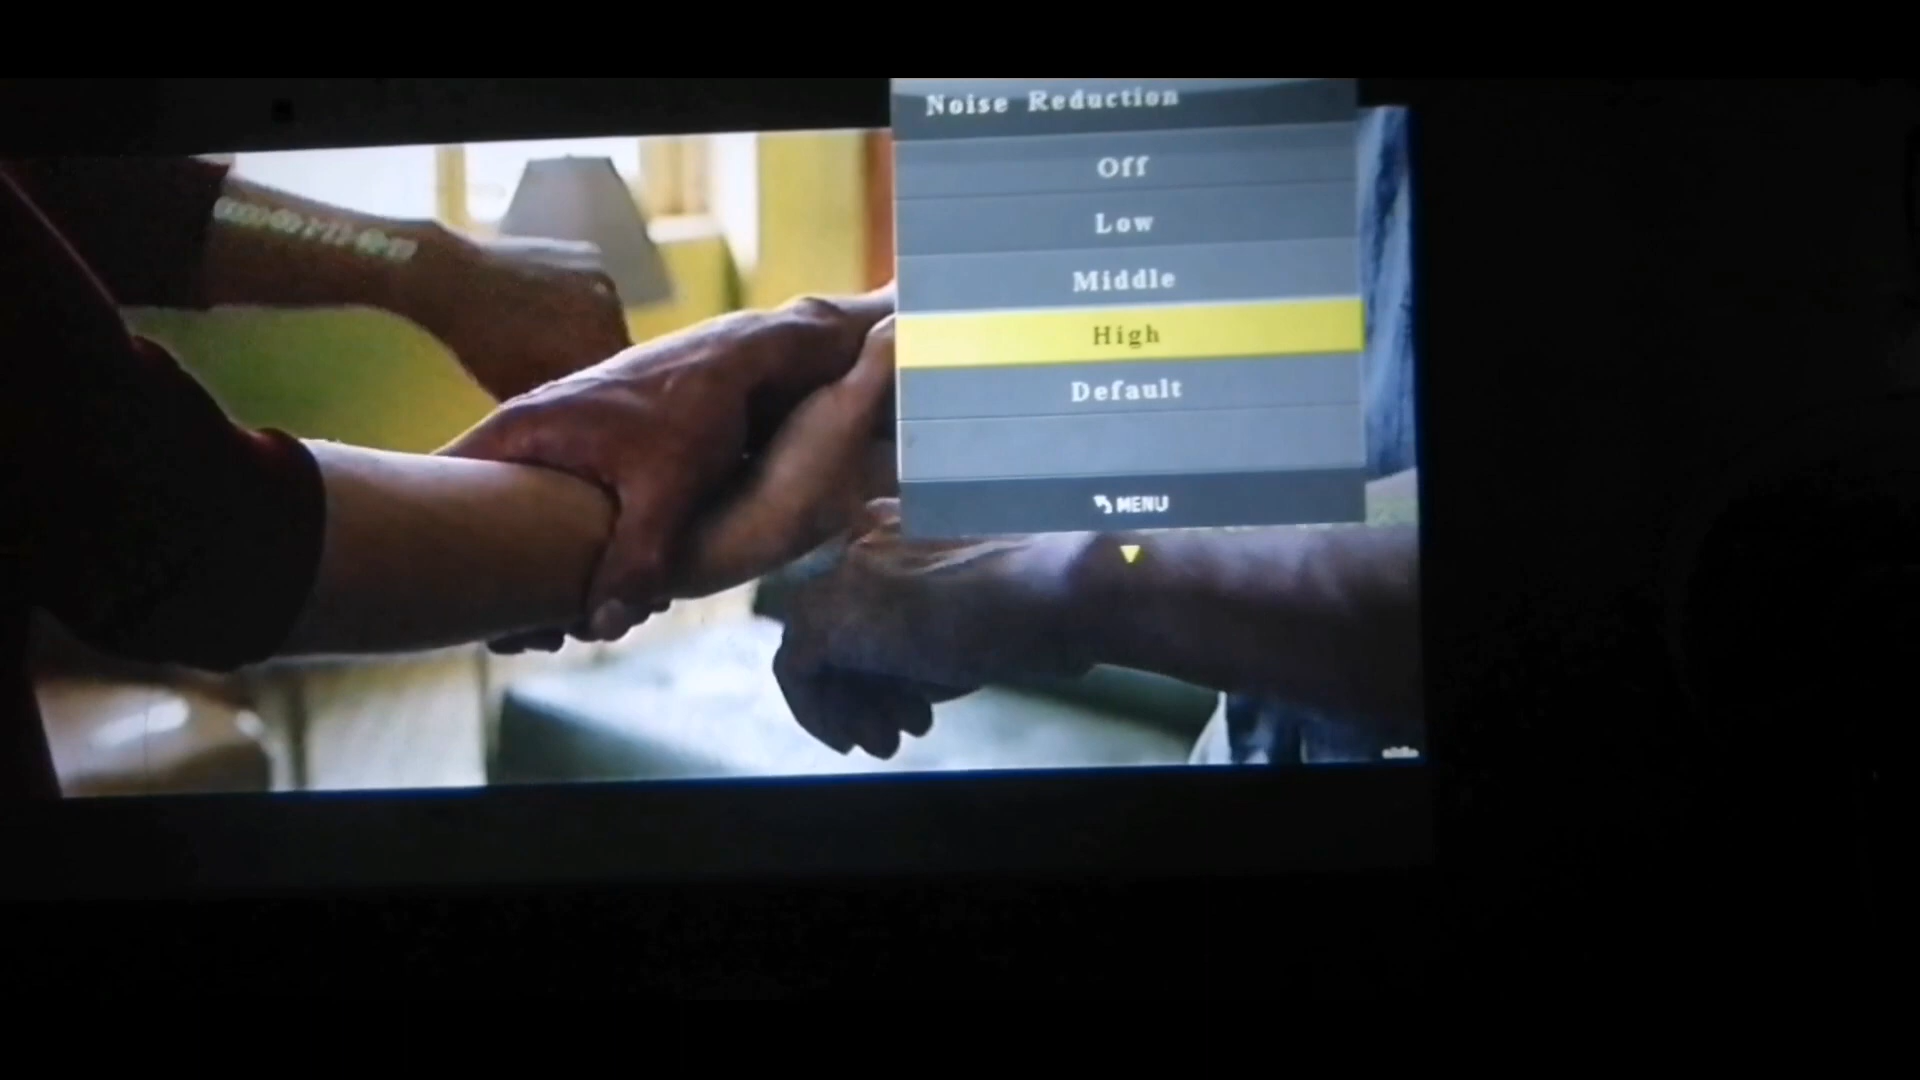 Noise Reduction
Off
Low
Middle
High
Default
MENU